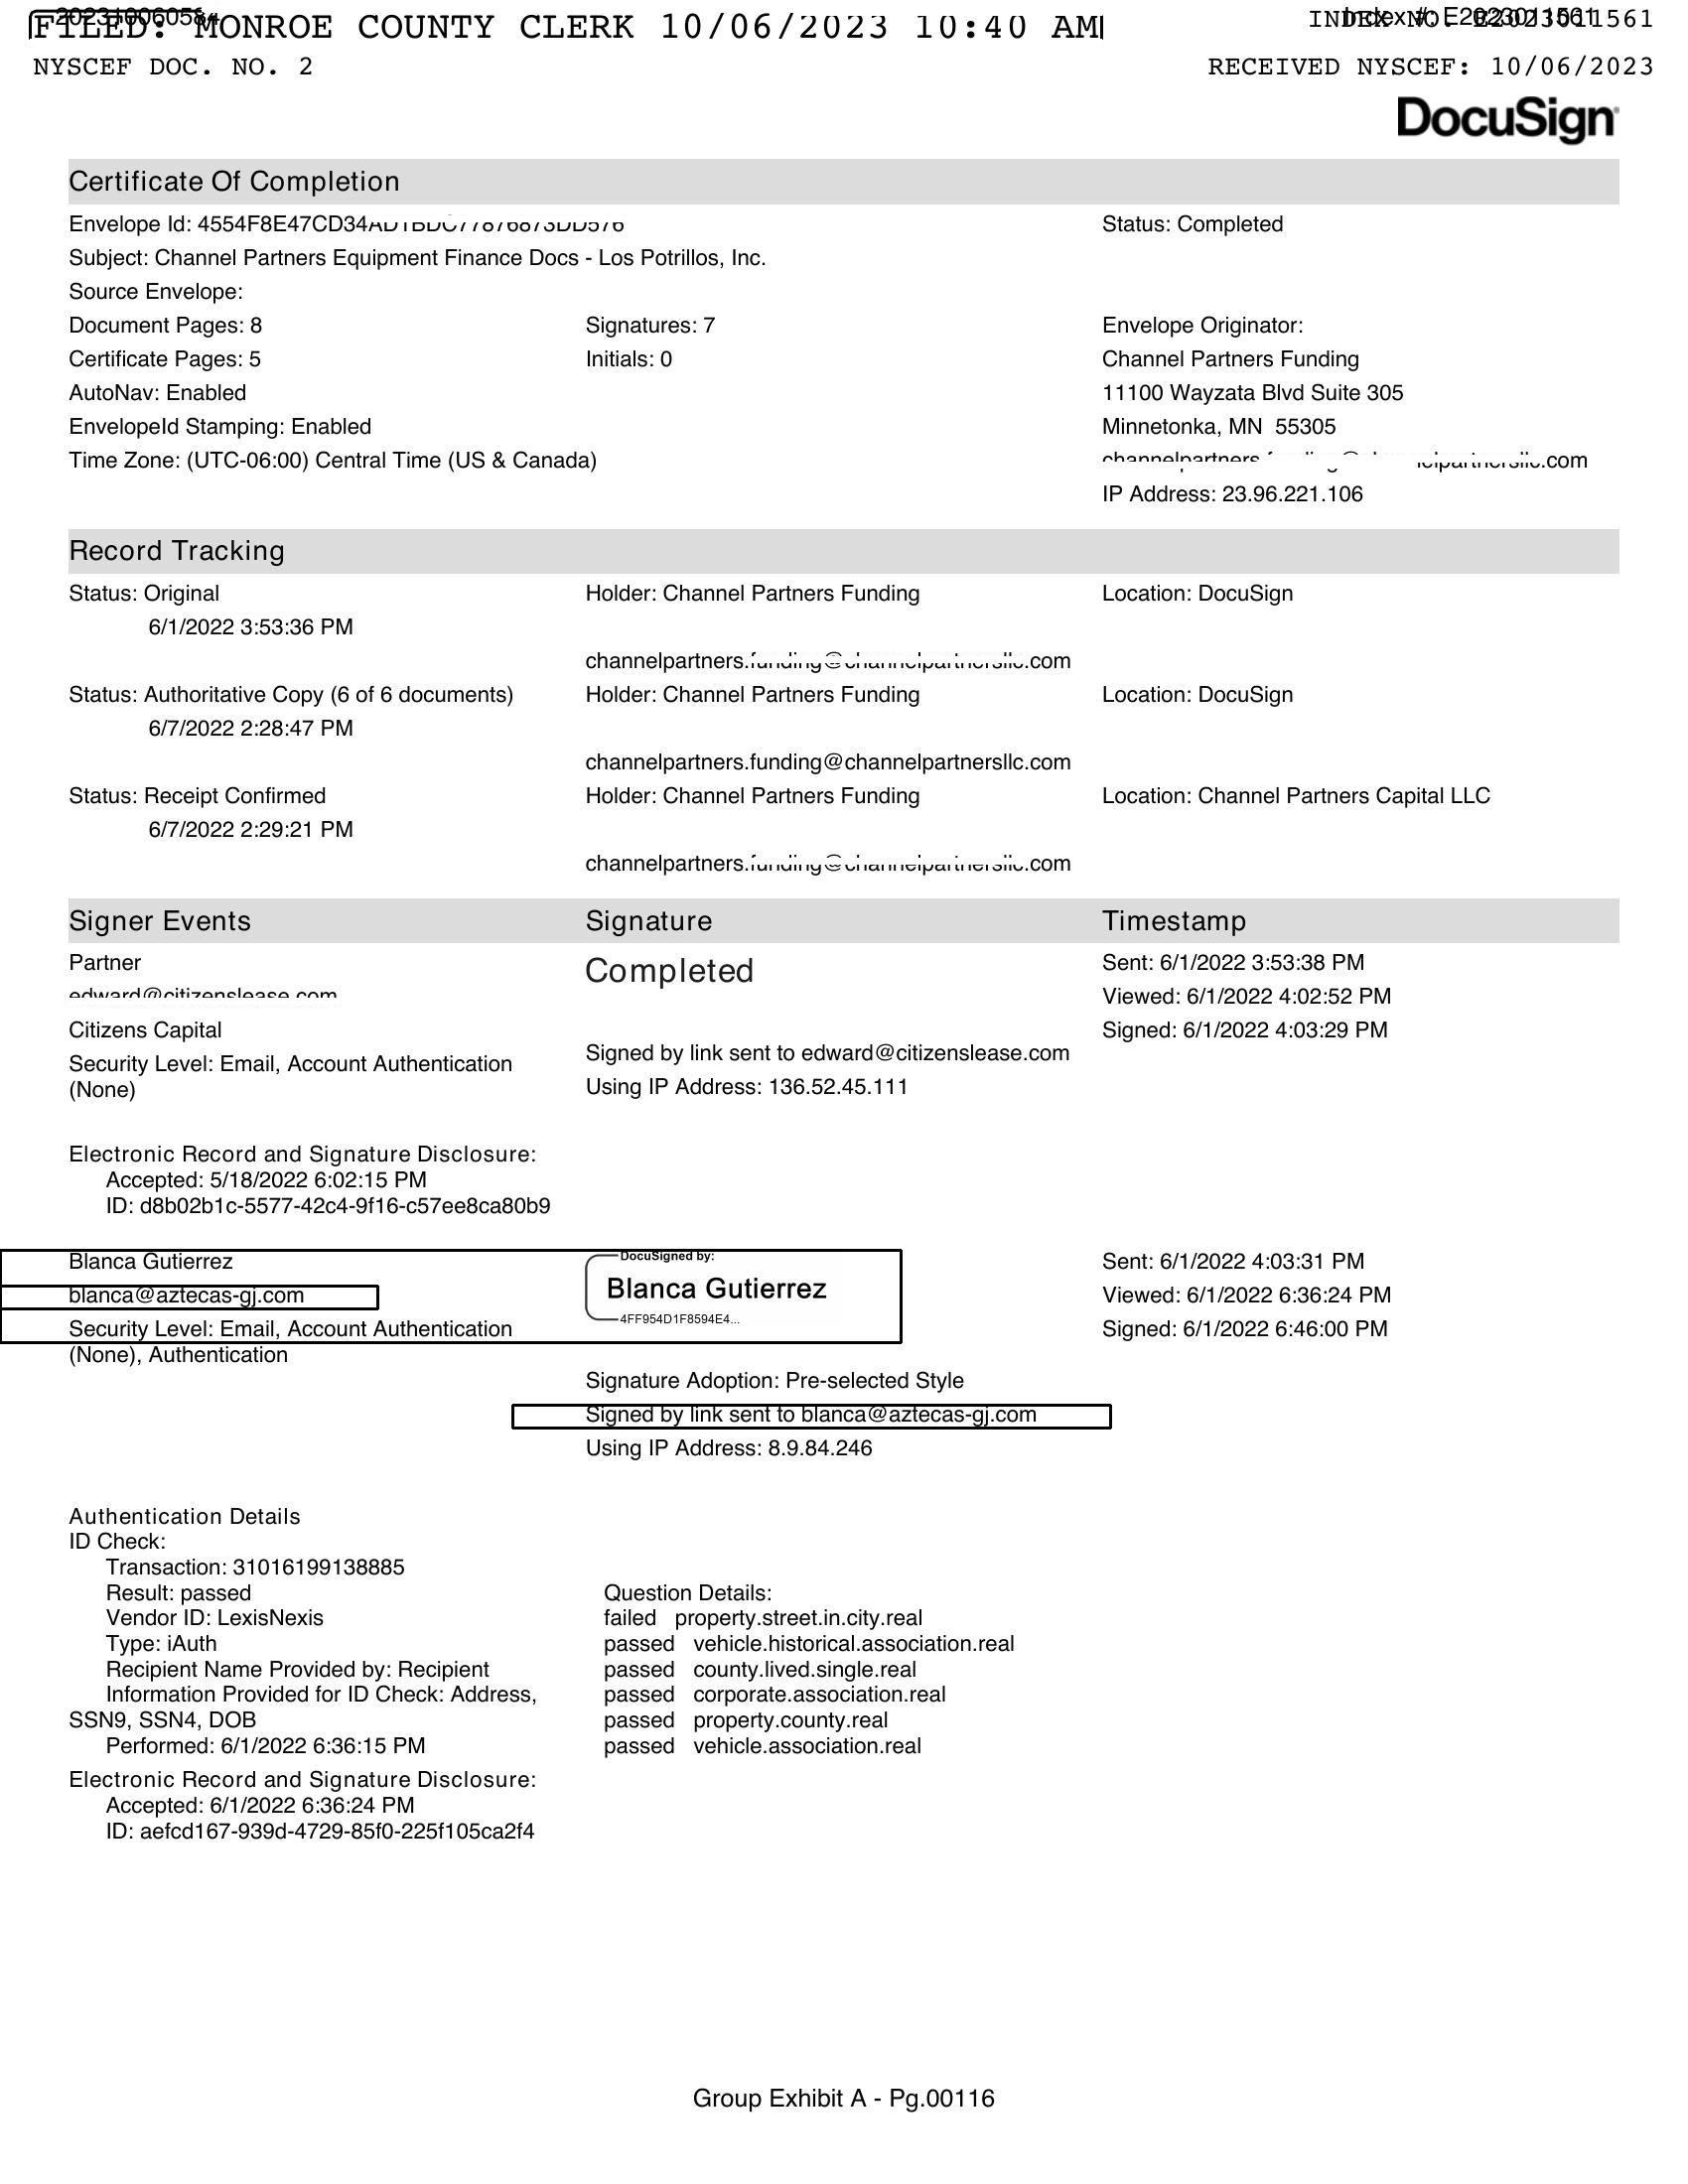 202310060584
Index #: E2023011561
FILED: MONROE COUNTY CLERK 10/06/2023 10:40 AM
INDEX NO. E2023011561
NYSCEF DOC. NO. 2
RECEIVED NYSCEF: 10/06/2023
DocuSign
Certificate Of Completion
Envelope Id: 4554F8E47CD34AD1BDC77876873DD576
Status: Completed
Subject: Channel Partners Equipment Finance Docs - Los Potrillos, Inc.
Source Envelope:
Document Pages: 8
Signatures: 7
Envelope Originator:
Certificate Pages: 5
Initials: 0
Channel Partners Funding
AutoNav: Enabled
11100 Wayzata Blvd Suite 305
EnvelopeId Stamping: Enabled
Minnetonka, MN 55305
Time Zone: (UTC-06:00) Central Time (US & Canada)
channelpartners.funding@channelpartnersllc.com
IP Address: 23.96.221.106
Record Tracking
Status: Original
Holder: Channel Partners Funding
Location: DocuSign
6/1/2022 3:53:36 PM
channelpartners.funding@channelpartnersllc.com
Status: Authoritative Copy (6 of 6 documents)
Holder: Channel Partners Funding
Location: DocuSign
6/7/2022 2:28:47 PM
channelpartners.funding@channelpartnersllc.com
Status: Receipt Confirmed
Holder: Channel Partners Funding
Location: Channel Partners Capital LLC
6/7/2022 2:29:21 PM
channelpartners.funding@channelpartnersllc.com
Signer Events
Signature
Timestamp
Partner
Completed
Sent: 6/1/2022 3:53:38 PM
edward@citizenslease.com
Viewed: 6/1/2022 4:02:52 PM
Citizens Capital
Signed: 6/1/2022 4:03:29 PM
Security Level: Email, Account Authentication
(None)
Signed by link sent to edward@citizenslease.com
Using IP Address: 136.52.45.111
Electronic Record and Signature Disclosure:
Accepted: 5/18/2022 6:02:15 PM
ID: d8b02b1c-5577-42c4-9f16-c57ee8ca80b9
Blanca Gutierrez
DocuSigned by:
Blanca Gutierrez
4FF954D1F8594E4...
Sent: 6/1/2022 4:03:31 PM
blanca@aztecas-gj.com
Viewed: 6/1/2022 6:36:24 PM
Security Level: Email, Account Authentication
(None), Authentication
Signed: 6/1/2022 6:46:00 PM
Signature Adoption: Pre-selected Style
Signed by link sent to blanca@aztecas-gj.com
Using IP Address: 8.9.84.246
Authentication Details
ID Check:
Transaction: 31016199138885
Result: passed
Vendor ID: LexisNexis
Type: iAuth
Recipient Name Provided by: Recipient
Information Provided for ID Check: Address,
SSN9, SSN4, DOB
Performed: 6/1/2022 6:36:15 PM
Question Details:
failed property.street.in.city.real
passed vehicle.historical.association.real
passed county.lived.single.real
passed corporate.association.real
passed property.county.real
passed vehicle.association.real
Electronic Record and Signature Disclosure:
Accepted: 6/1/2022 6:36:24 PM
ID: aefcd167-939d-4729-85f0-225f105ca2f4
Group Exhibit A - Pg.00116